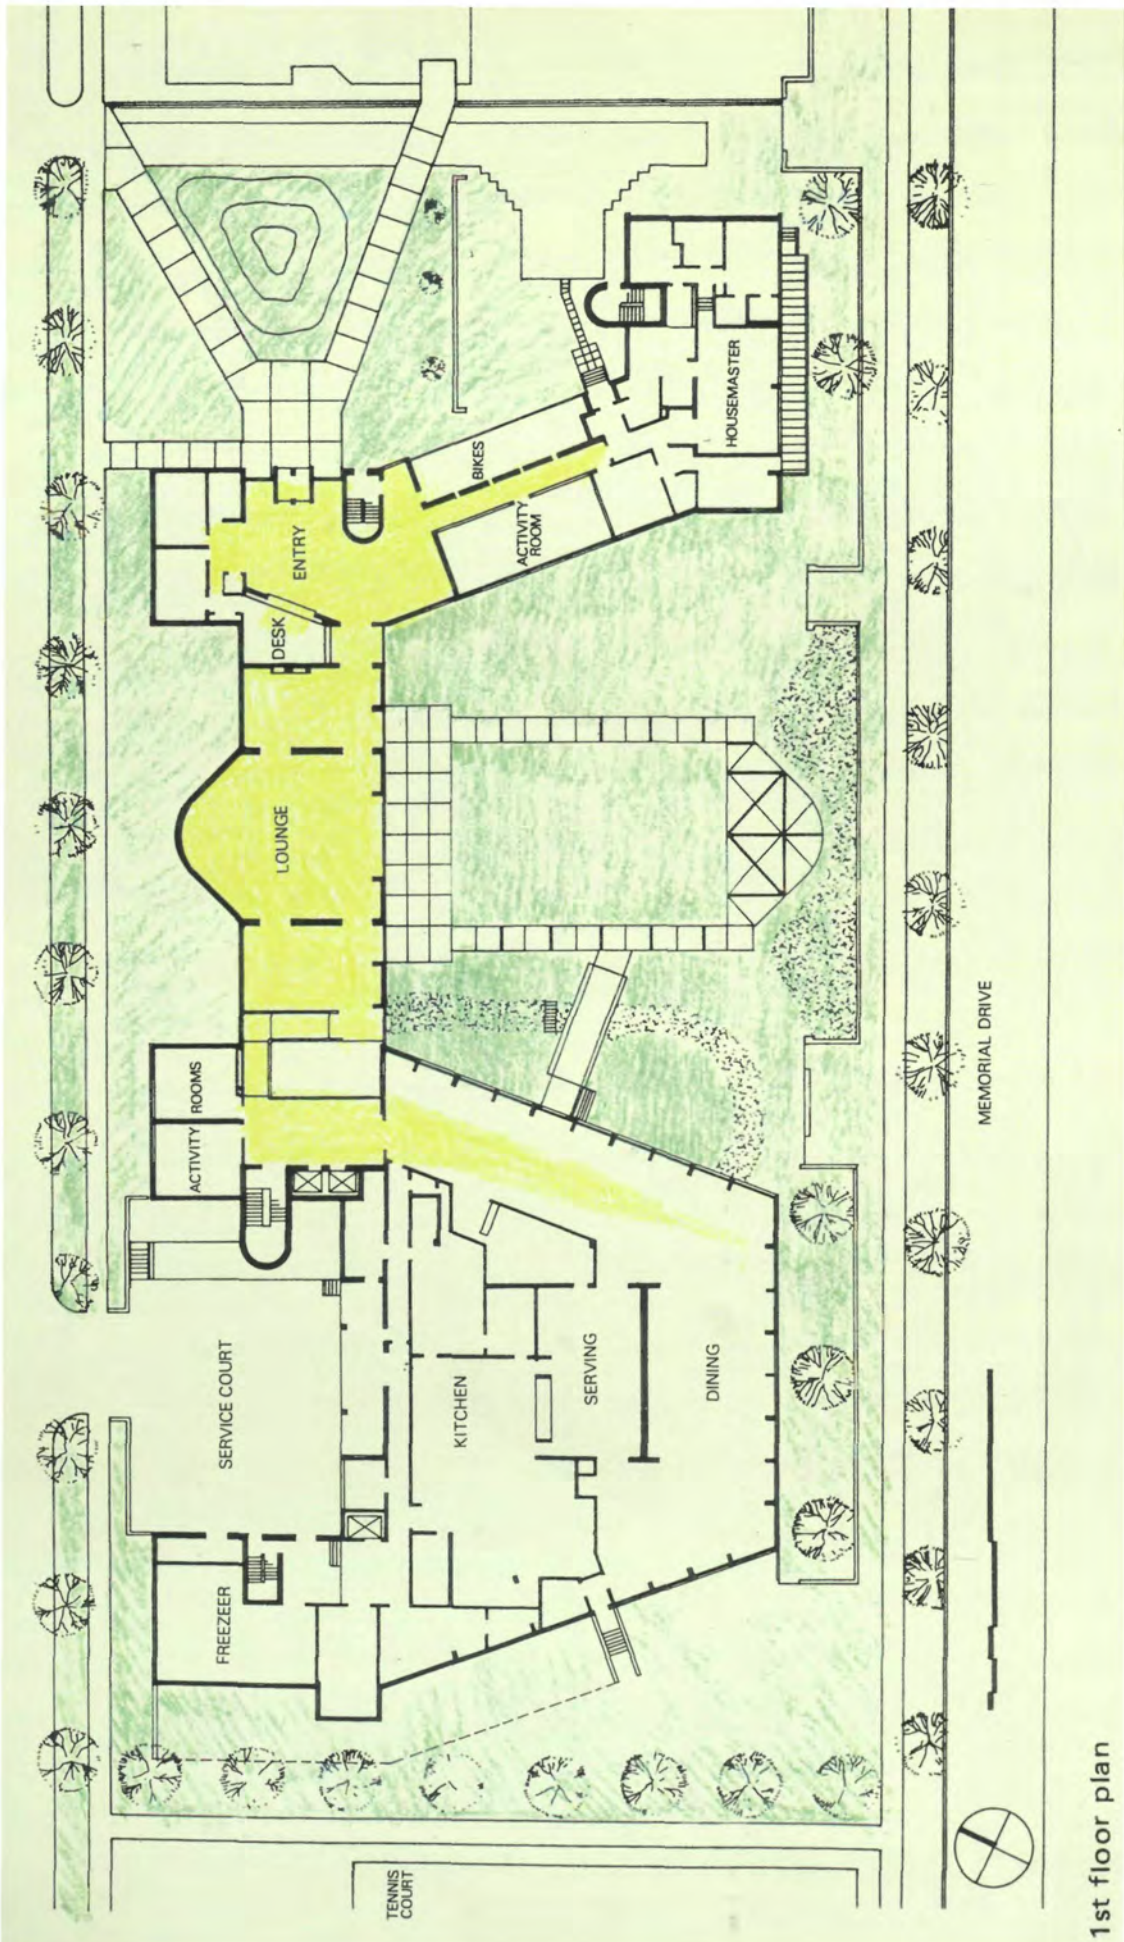 ACTIVITY ROOMS
LOUNGE
DESK
ENTRY
FREEZEER
SERVICE COURT
BIKES
ACTIVITY
ROOM
KITCHEN
SERVING
DINING
HOUSEMASTER
TENNIS
COURT
MEMORIAL DRIVE
1st floor plan